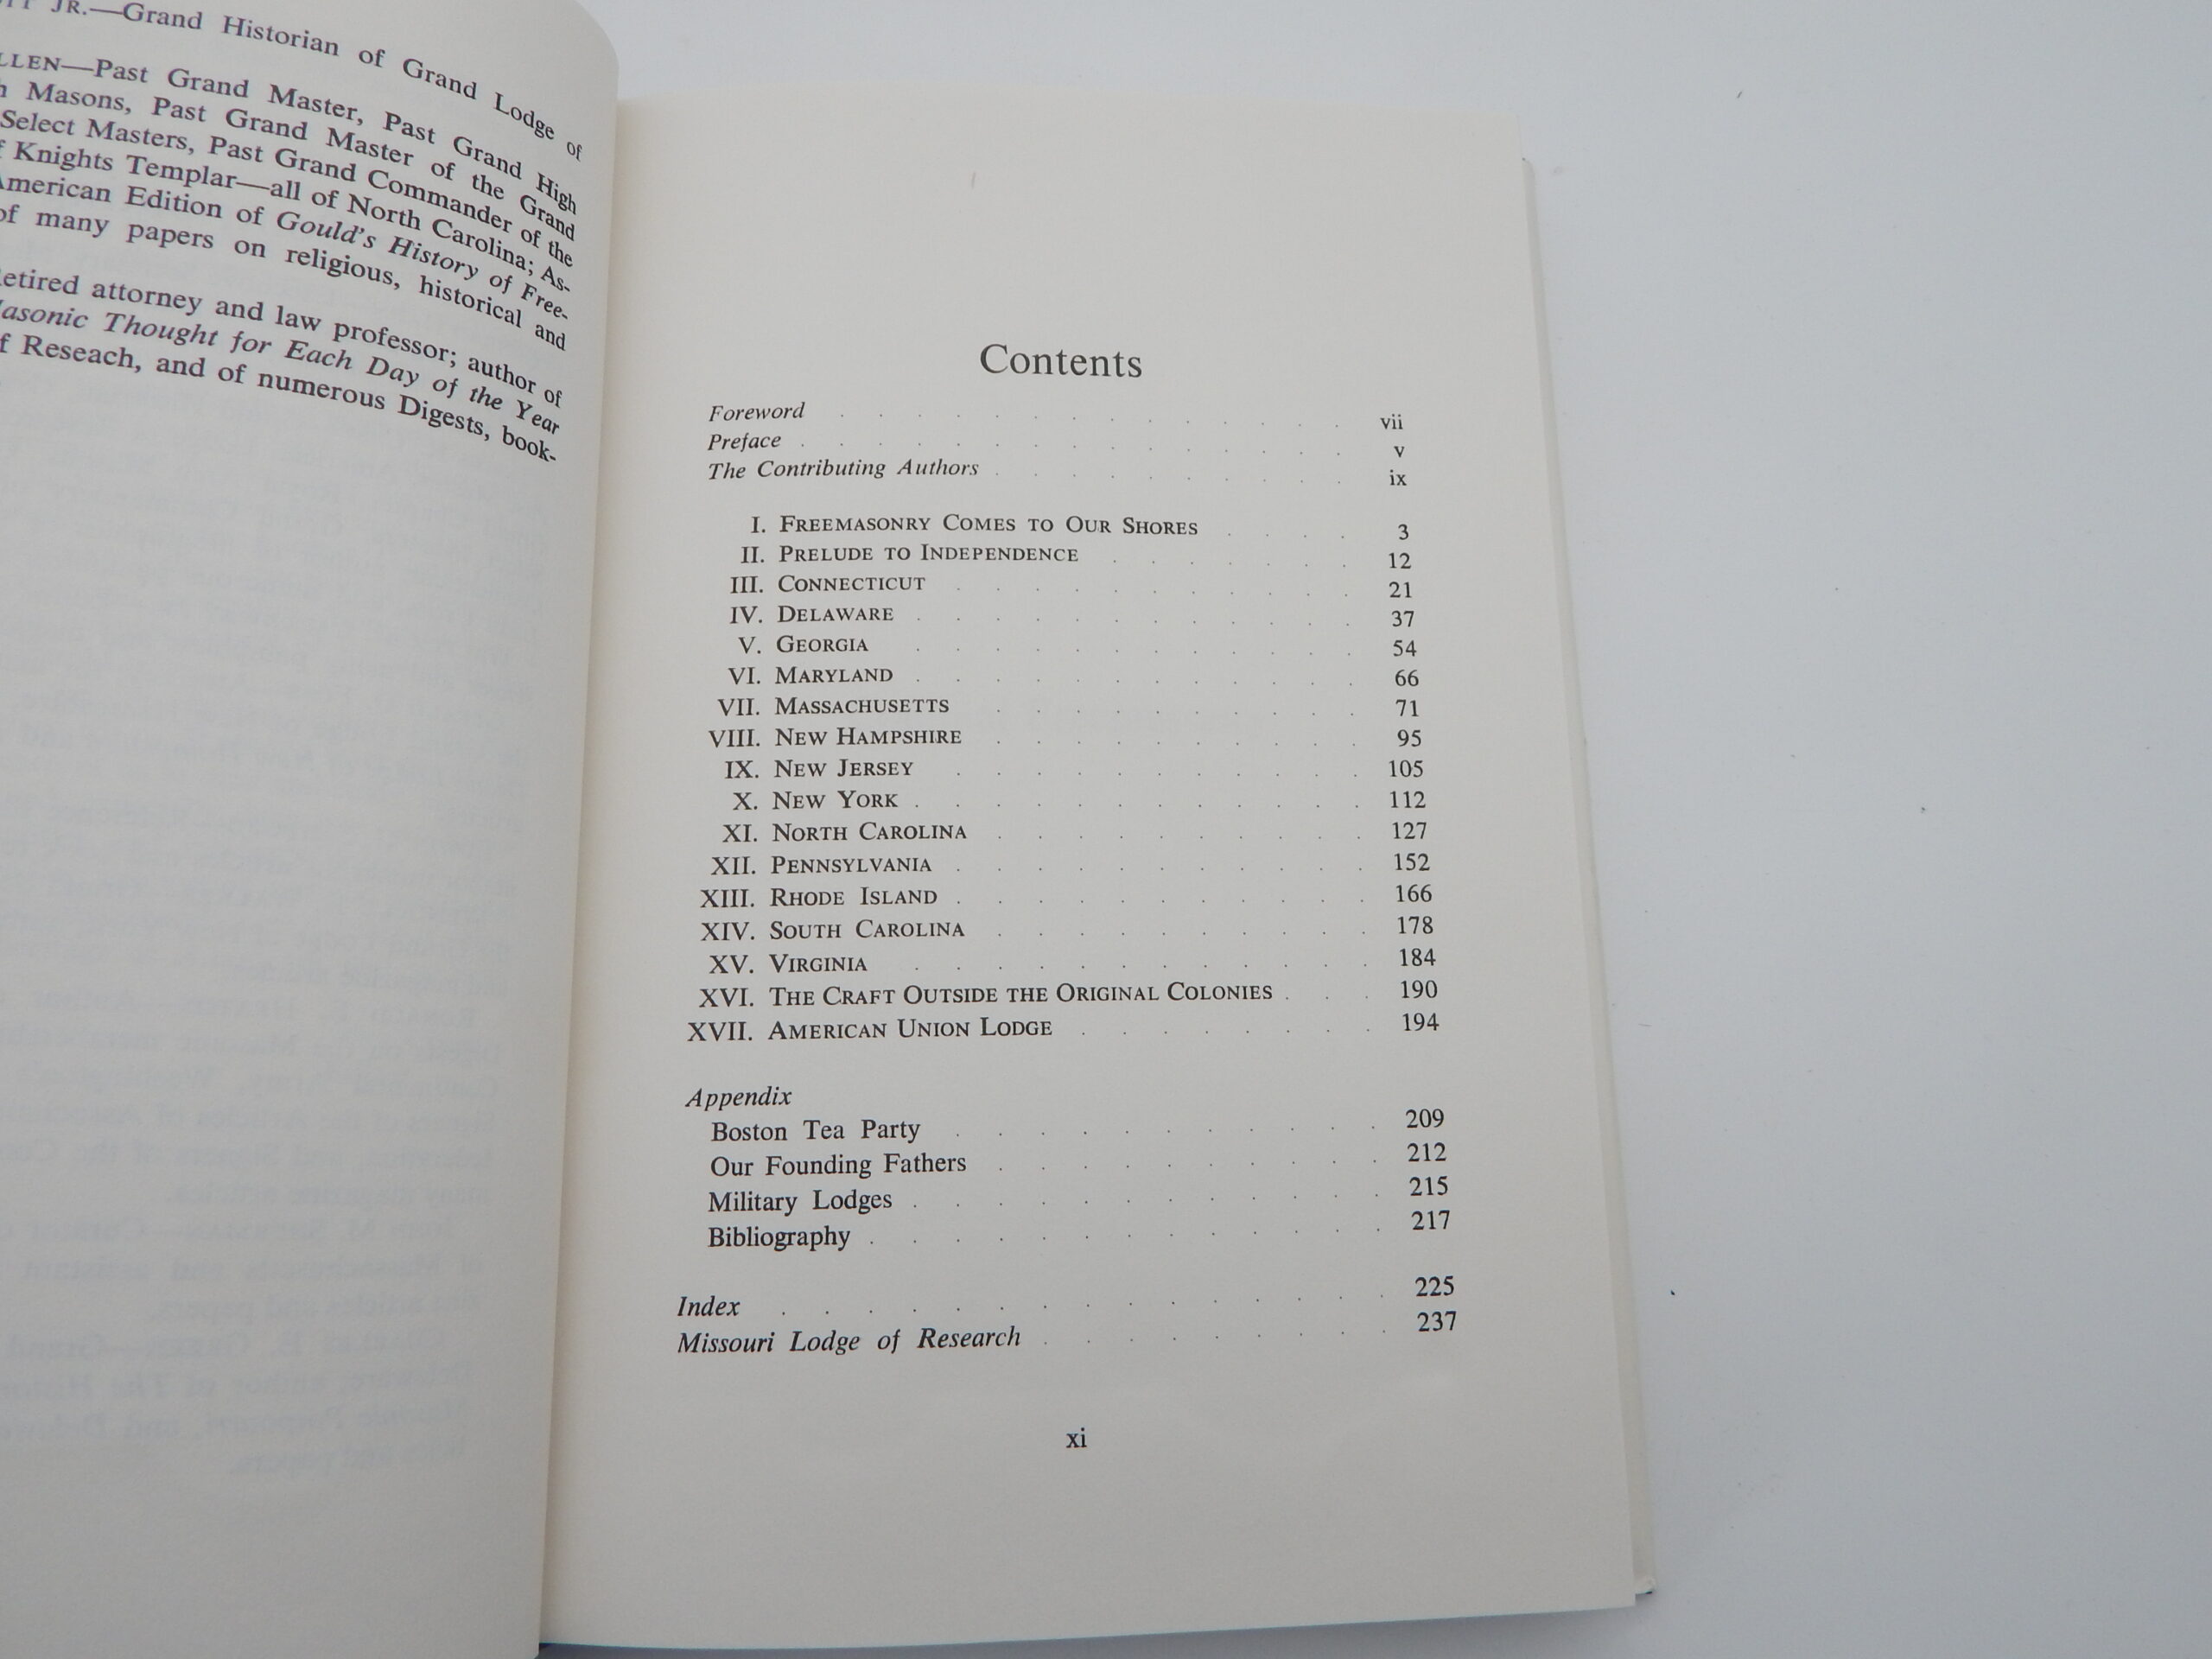 JR.—Grand Historian of Grand Lodge of
LLEN—Past Grand Master, Past Grand High
h Masons, Past Grand Master of the Grand
Select Masters, Past Grand Commander of the
f Knights Templar—all of North Carolina; As-
American Edition of Gould's History of Free-
of many papers on religious, historical and
etired attorney and law professor; author of
asonic Thought for Each Day of the Year
f Reseach, and of numerous Digests, book-
Contents
Foreword . . . . . . . . . . . . . vii
Preface . . . . . . . . . . . . . . v
The Contributing Authors . . . . . . . . . ix
I. FREEMASONRY COMES TO OUR SHORES . . . . 3
II. PRELUDE TO INDEPENDENCE . . . . . . . 12
III. CONNECTICUT . . . . . . . . . . . 21
IV. DELAWARE . . . . . . . . . . . . 37
V. GEORGIA . . . . . . . . . . . . 54
VI. MARYLAND . . . . . . . . . . . . 66
VII. MASSACHUSETTS . . . . . . . . . . 71
VIII. NEW HAMPSHIRE . . . . . . . . . . 95
IX. NEW JERSEY . . . . . . . . . . . 105
X. NEW YORK . . . . . . . . . . . . 112
XI. NORTH CAROLINA . . . . . . . . . . 127
XII. PENNSYLVANIA . . . . . . . . . . . 152
XIII. RHODE ISLAND . . . . . . . . . . . 166
XIV. SOUTH CAROLINA . . . . . . . . . . 178
XV. VIRGINIA . . . . . . . . . . . . 184
XVI. THE CRAFT OUTSIDE THE ORIGINAL COLONIES . . . 190
XVII. AMERICAN UNION LODGE . . . . . . . . 194
Appendix
Boston Tea Party . . . . . . . . . . . 209
Our Founding Fathers . . . . . . . . . . 212
Military Lodges . . . . . . . . . . . . 215
Bibliography . . . . . . . . . . . . . 217
Index . . . . . . . . . . . . . . 225
Missouri Lodge of Research . . . . . . . . . 237
xi